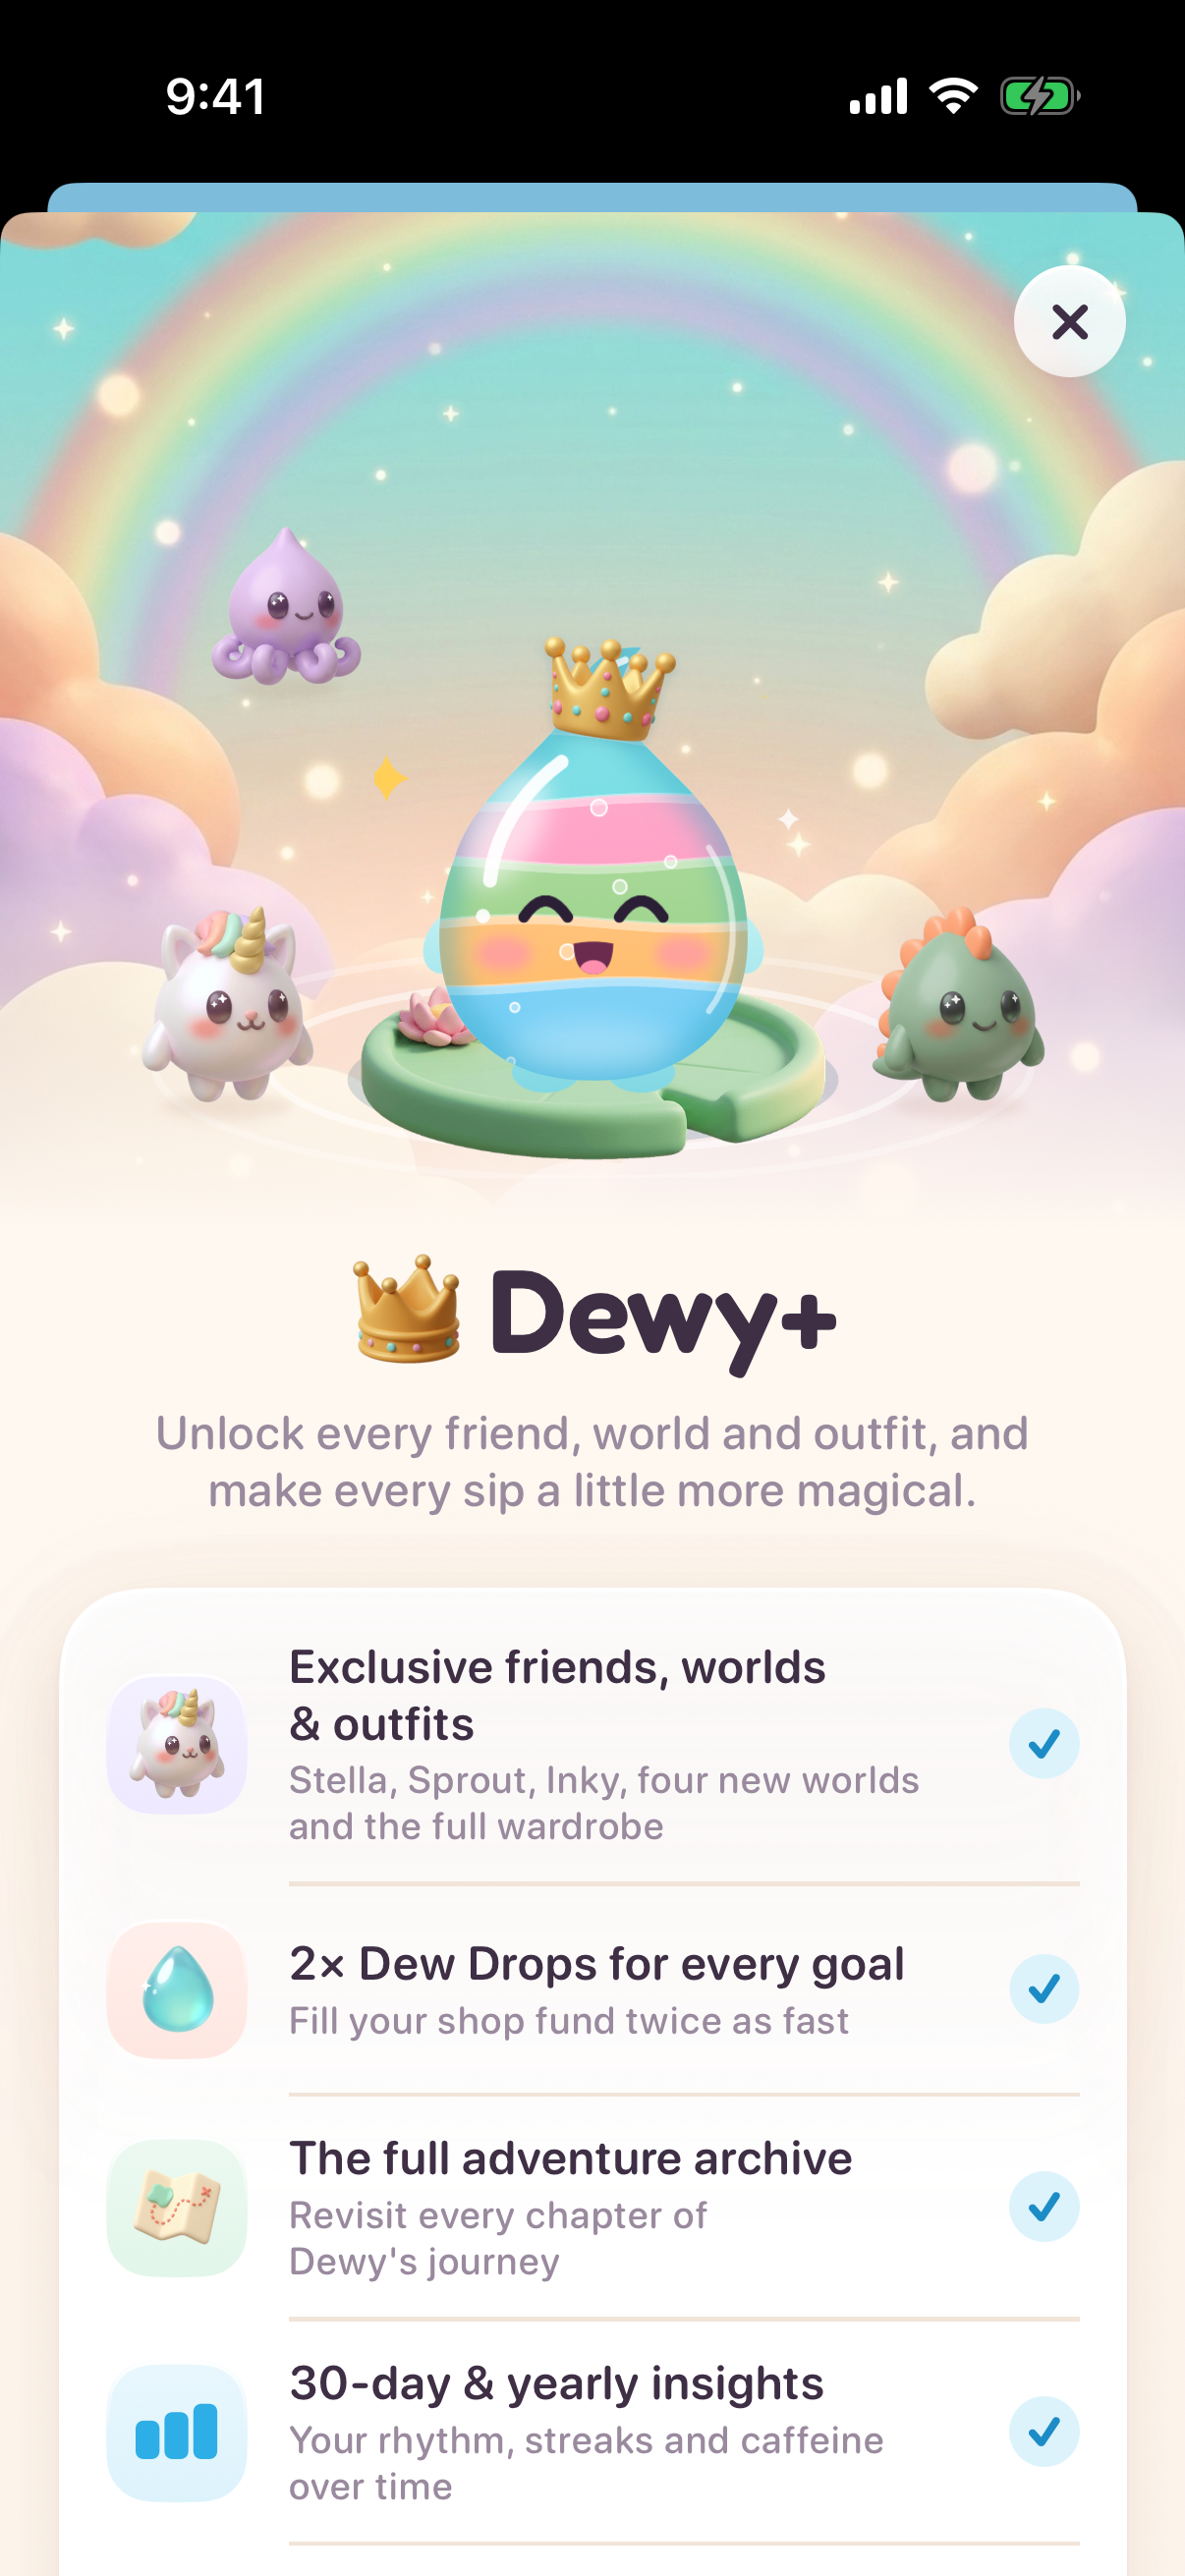 9:41
Dewy+
Unlock every friend, world and outfit, and
make every sip a little more magical.
Exclusive friends, worlds
& outfits
Stella, Sprout, Inky, four new worlds
and the full wardrobe
2× Dew Drops for every goal
Fill your shop fund twice as fast
The full adventure archive
Revisit every chapter of
Dewy's journey
30-day & yearly insights
Your rhythm, streaks and caffeine
over time